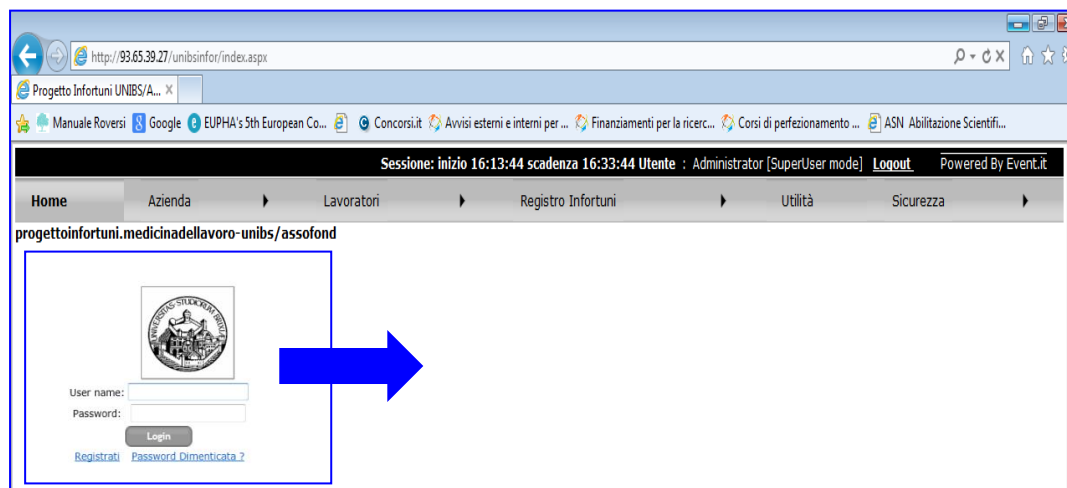 http://93.65.39.27/unibsinfor/index.aspx
Progetto Infortuni UNIBS/A...
Manuale Roversi Google EUPHA's 5th European Co... Concorsi.it Avvisi esterni e interni per ... Finanziamenti per la ricerc... Corsi di perfezionamento ... ASN Abilitazione Scientifi...
Sessione: inizio 16:13:44 scadenza 16:33:44 Utente : Administrator [SuperUser mode] Logout Powered By Event.it
Home Azienda Lavoratori Registro Infortuni Utilità Sicurezza
progettoinfortuni.medicinadellavoro-unibs/assofond
User name:
Password:
Login
Registrati Password Dimenticata ?